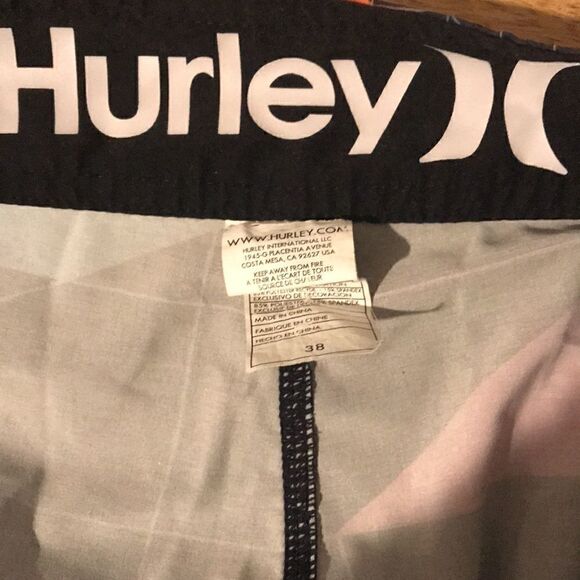 Hurley
WWW.HURLEY.COM
HURLEY INTERNATIONAL LLC
1945-G PLACENTIA AVENUE
COSTA MESA, CA 92627 USA
KEEP AWAY FROM FIRE
A TENIR A L'ECART DE TOUTE
SOURCE DE CHALEUR
EXCLUSIVO DE DECORACION
MADE IN CHINA
FABRIQUE EN CHINE
HECHO EN CHINA
38